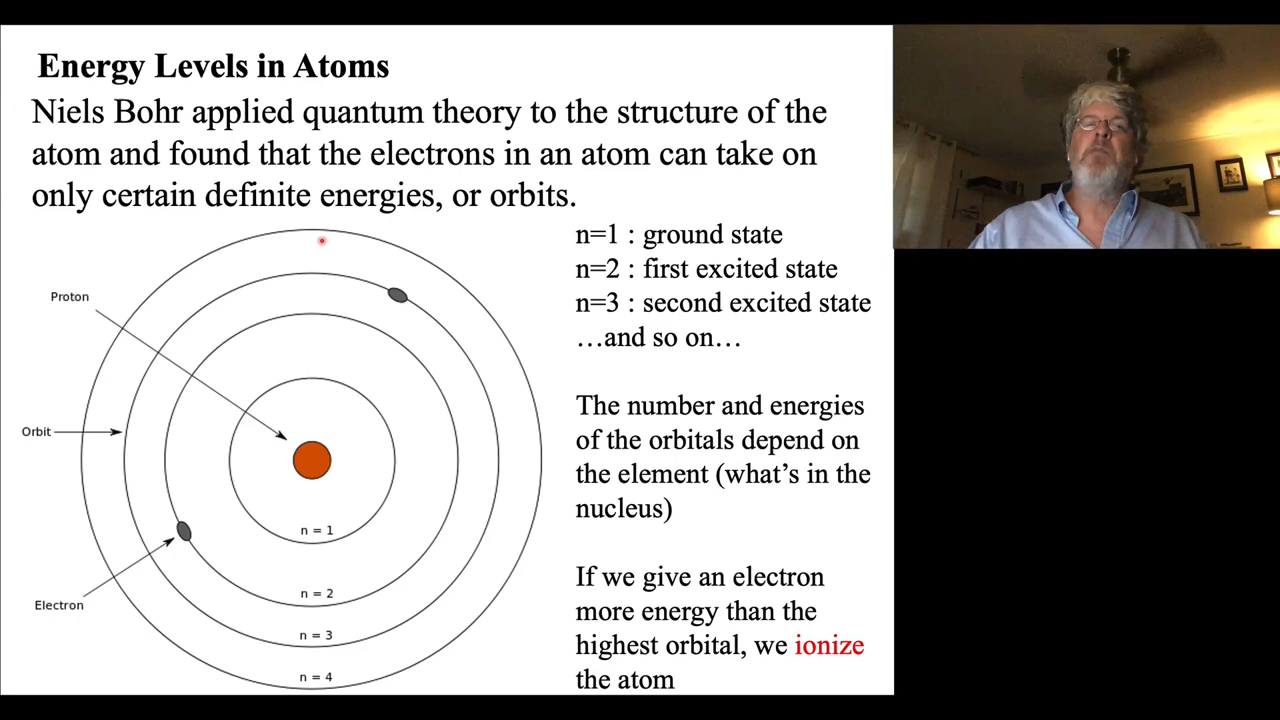 Energy Levels in Atoms
Niels Bohr applied quantum theory to the structure of the
atom and found that the electrons in an atom can take on
only certain definite energies, or orbits.
n=1 : ground state
n=2 : first excited state
n=3 : second excited state
…and so on…
The number and energies
of the orbitals depend on
the element (what’s in the
nucleus)
If we give an electron
more energy than the
highest orbital, we ionize
the atom
Proton
Orbit
Electron
n = 1
n = 2
n = 3
n = 4